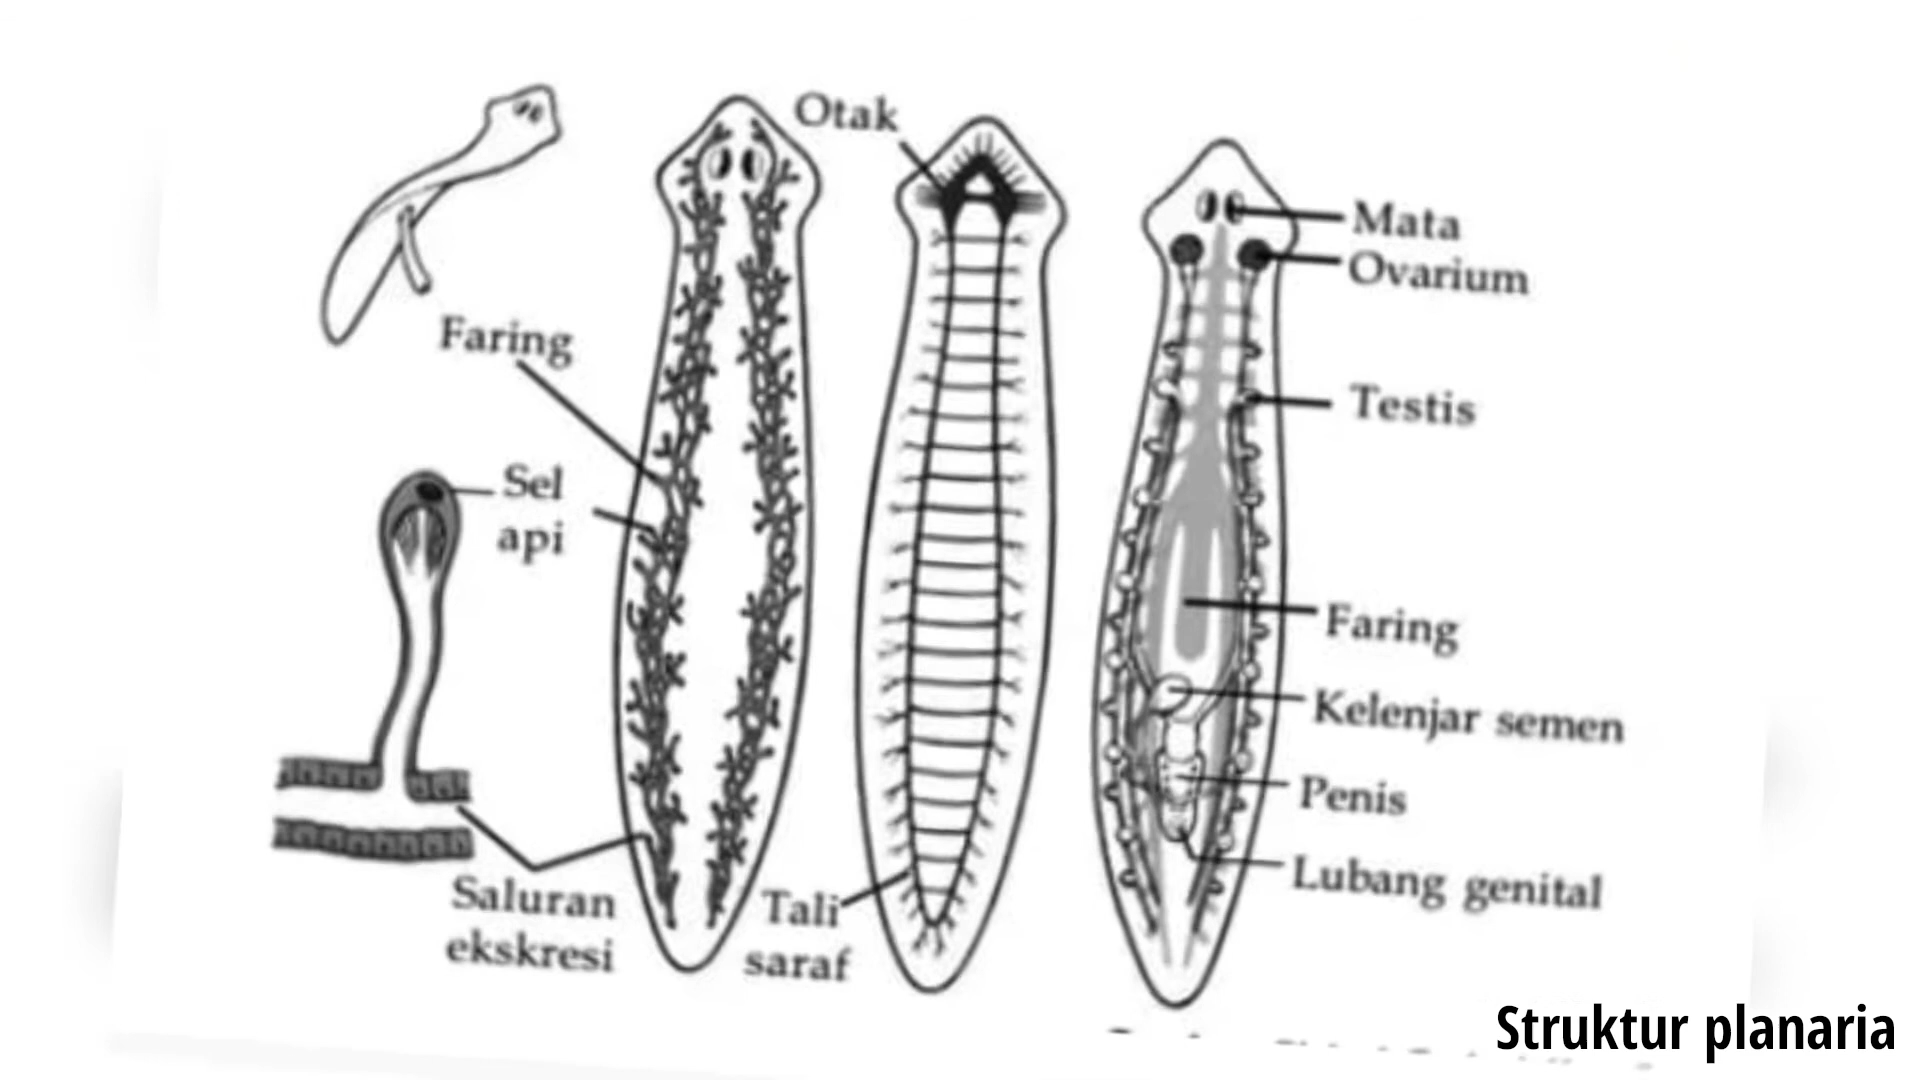 Otak
Mata
Ovarium
Faring
Testis
Sel
api
Faring
Kelenjar semen
Penis
Lubang genital
Saluran
ekskresi
Tali
saraf
Struktur planaria